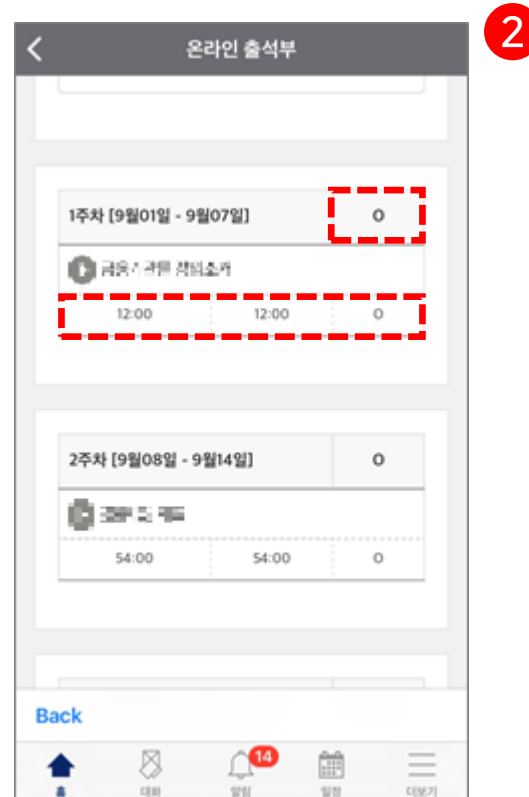 2
온라인 출석부
1주차 [9월01일 - 9월07일] O
12:00 12:00 O
2주차 [9월08일 - 9월14일] O
54:00 54:00 O
Back
14
홈 대화 알림 일정 더보기